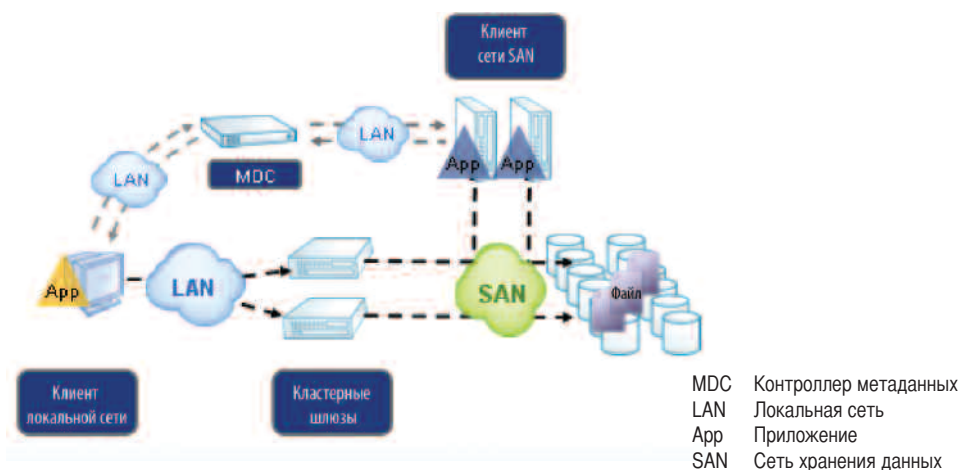 Клиент
сети SAN
LAN
App
App
LAN
MDC
App
LAN
SAN
Файл
Клиент
локальной сети
Кластерные
шлюзы
MDC Контроллер метаданных
LAN Локальная сеть
App Приложение
SAN Сеть хранения данных